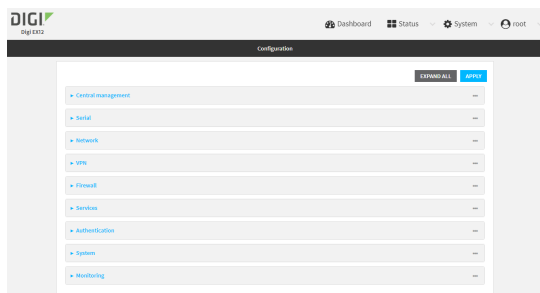 DIGI
Digi EX12
Dashboard Status System root
Configuration
EXPAND ALL APPLY
Central management
Serial
Network
VPN
Firewall
Services
Authentication
System
Monitoring